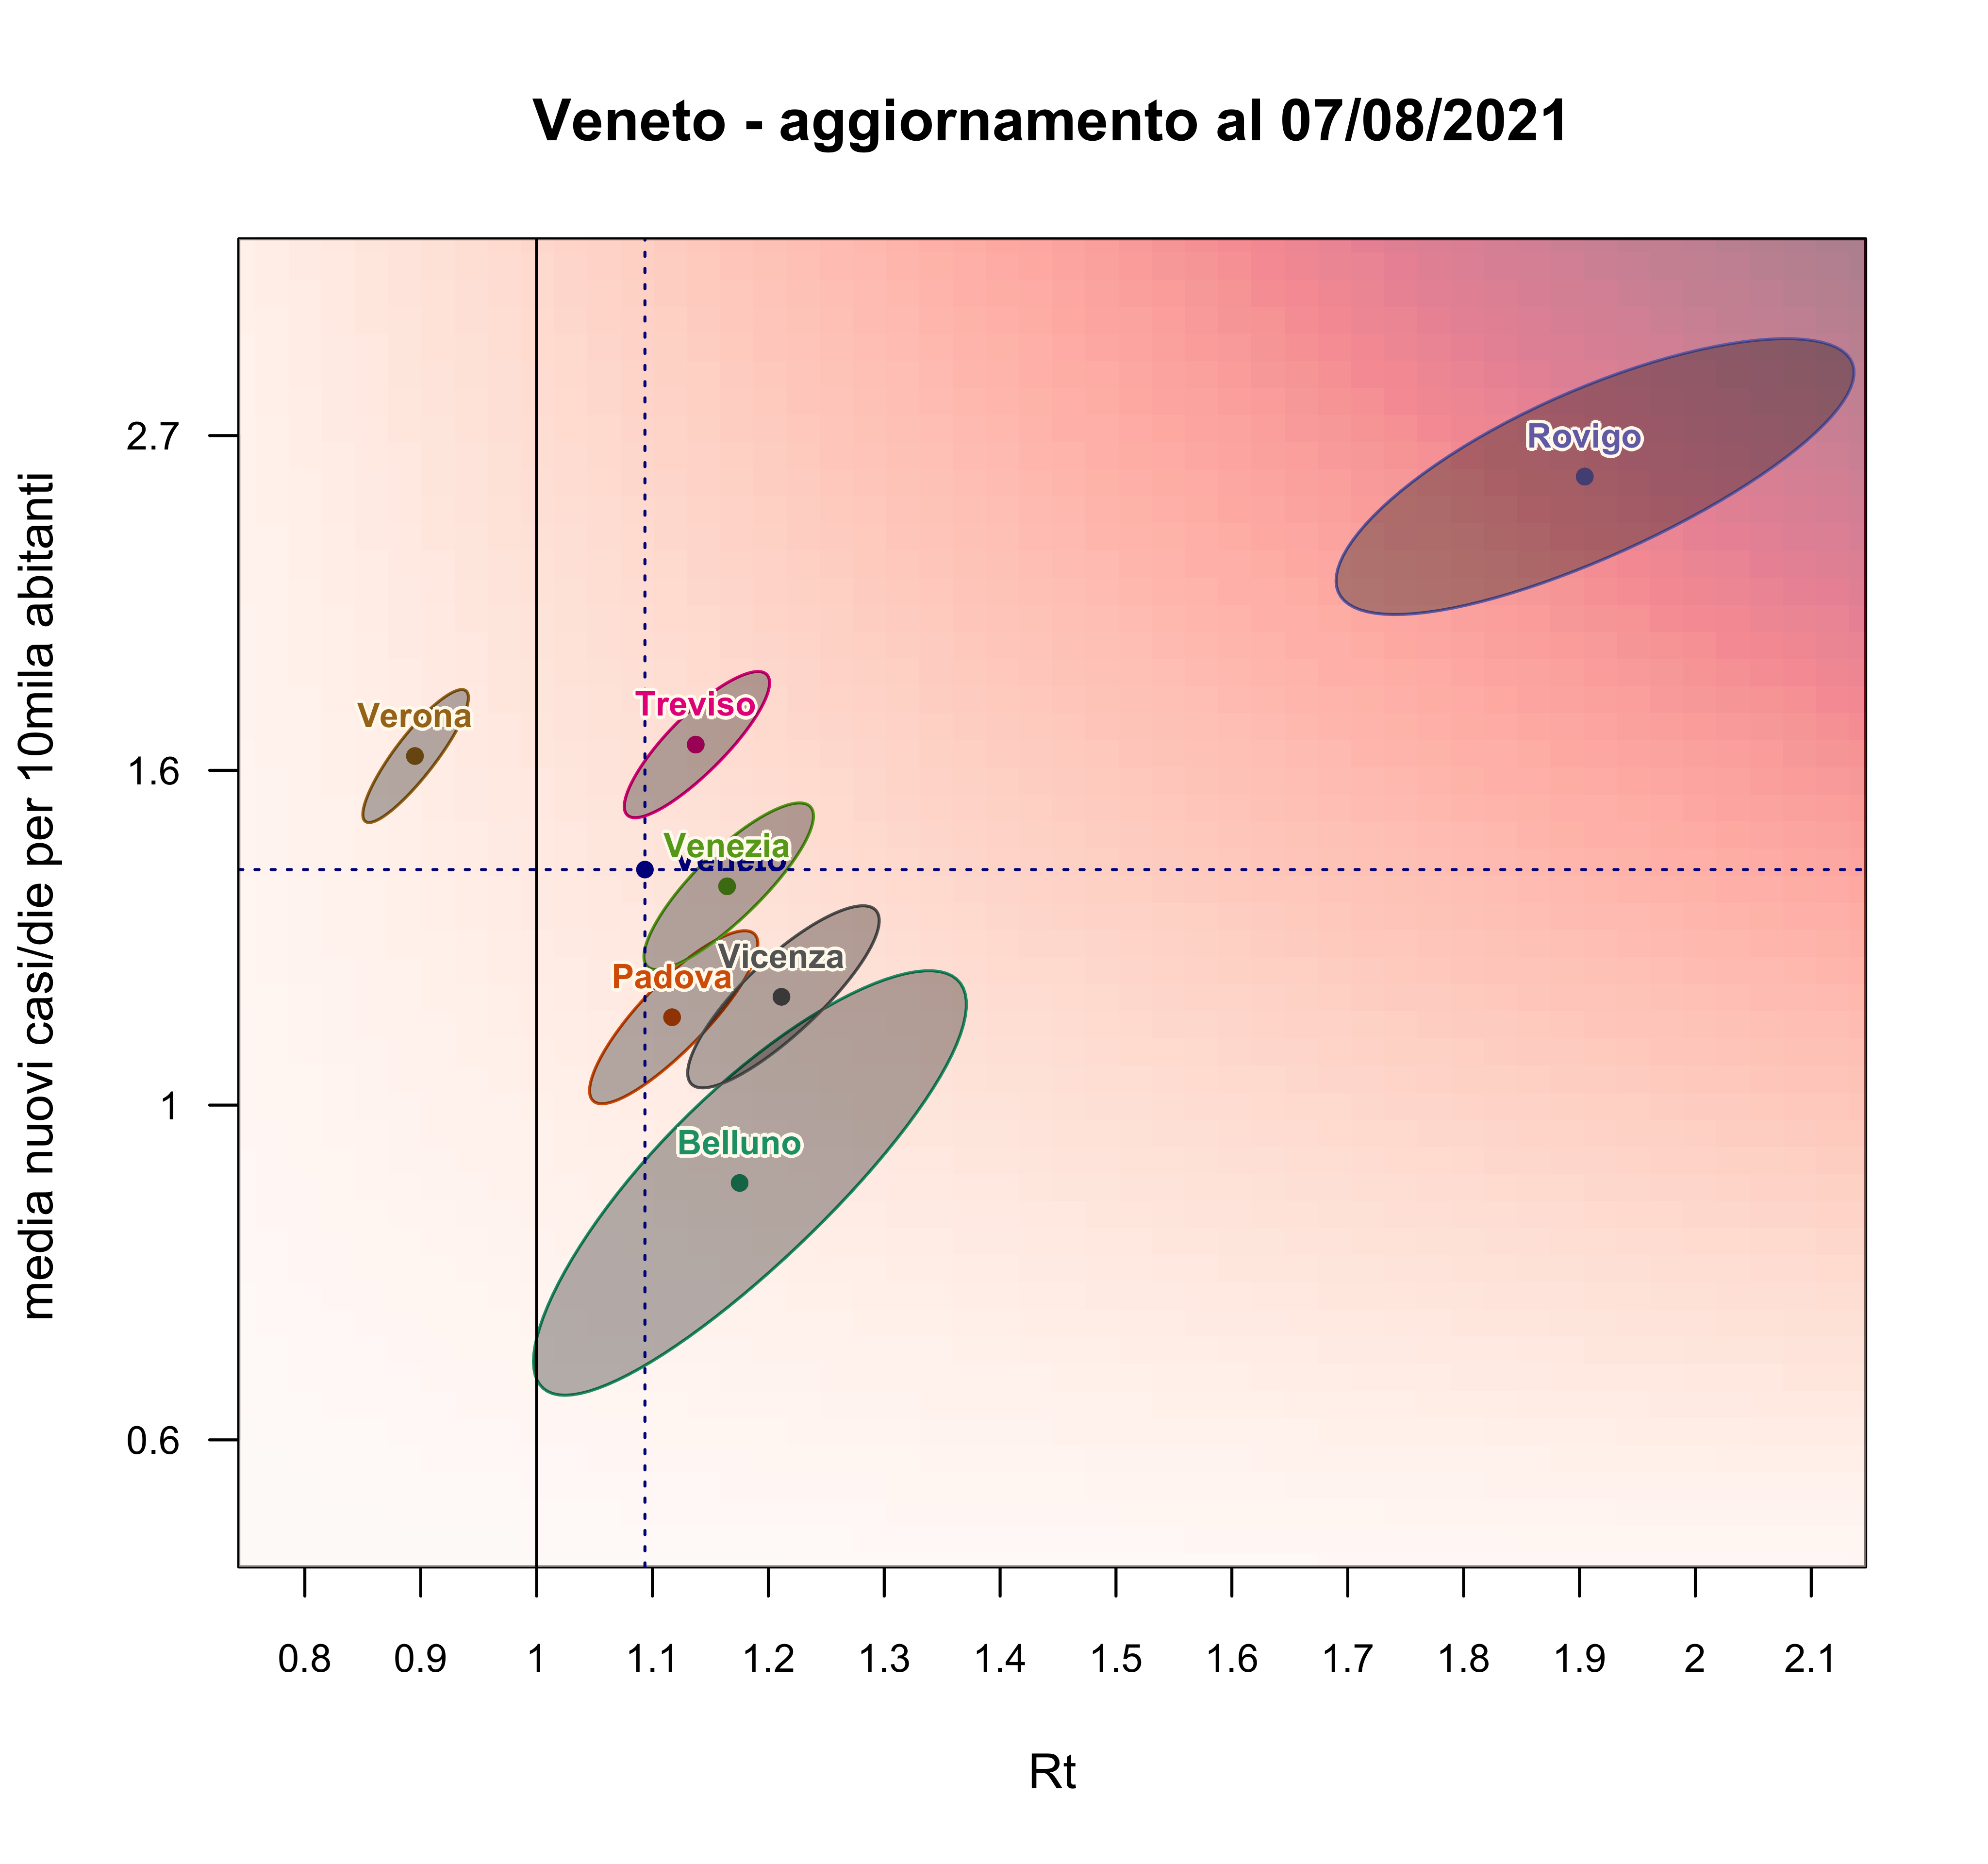 Veneto - aggiornamento al 07/08/2021
media nuovi casi/die per 10mila abitanti
2.7
1.6
1
0.6
Rovigo
Verona
Treviso
Venezia
Veneto
Vicenza
Padova
Belluno
0.8 0.9 1 1.1 1.2 1.3 1.4 1.5 1.6 1.7 1.8 1.9 2 2.1
Rt